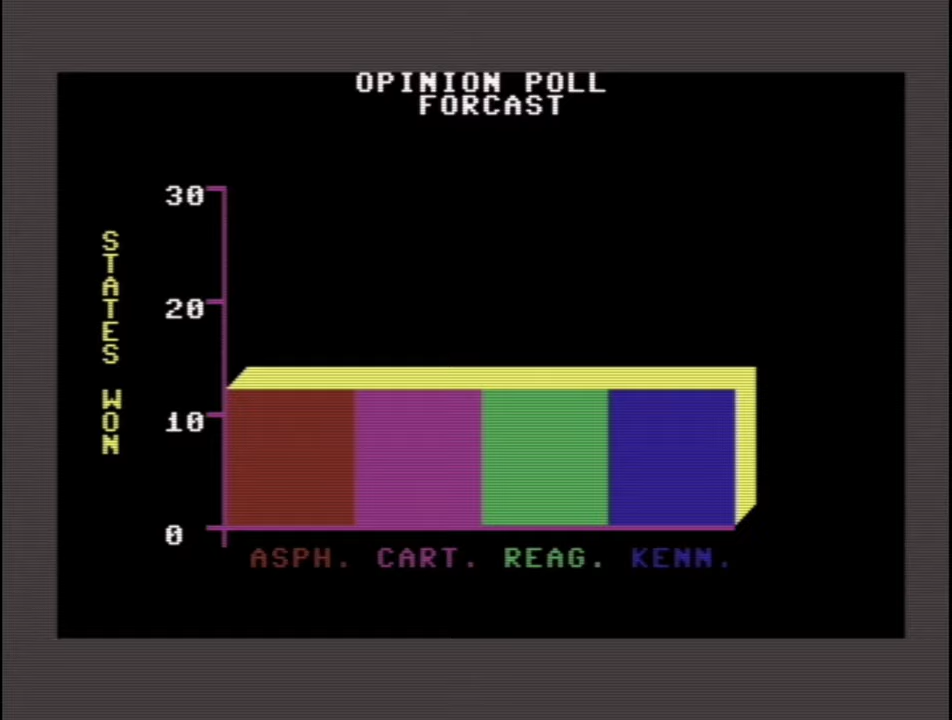 OPINION POLL
FORCAST
30
20
10
0
STATES WON
ASPH. CART. REAG. KENN.